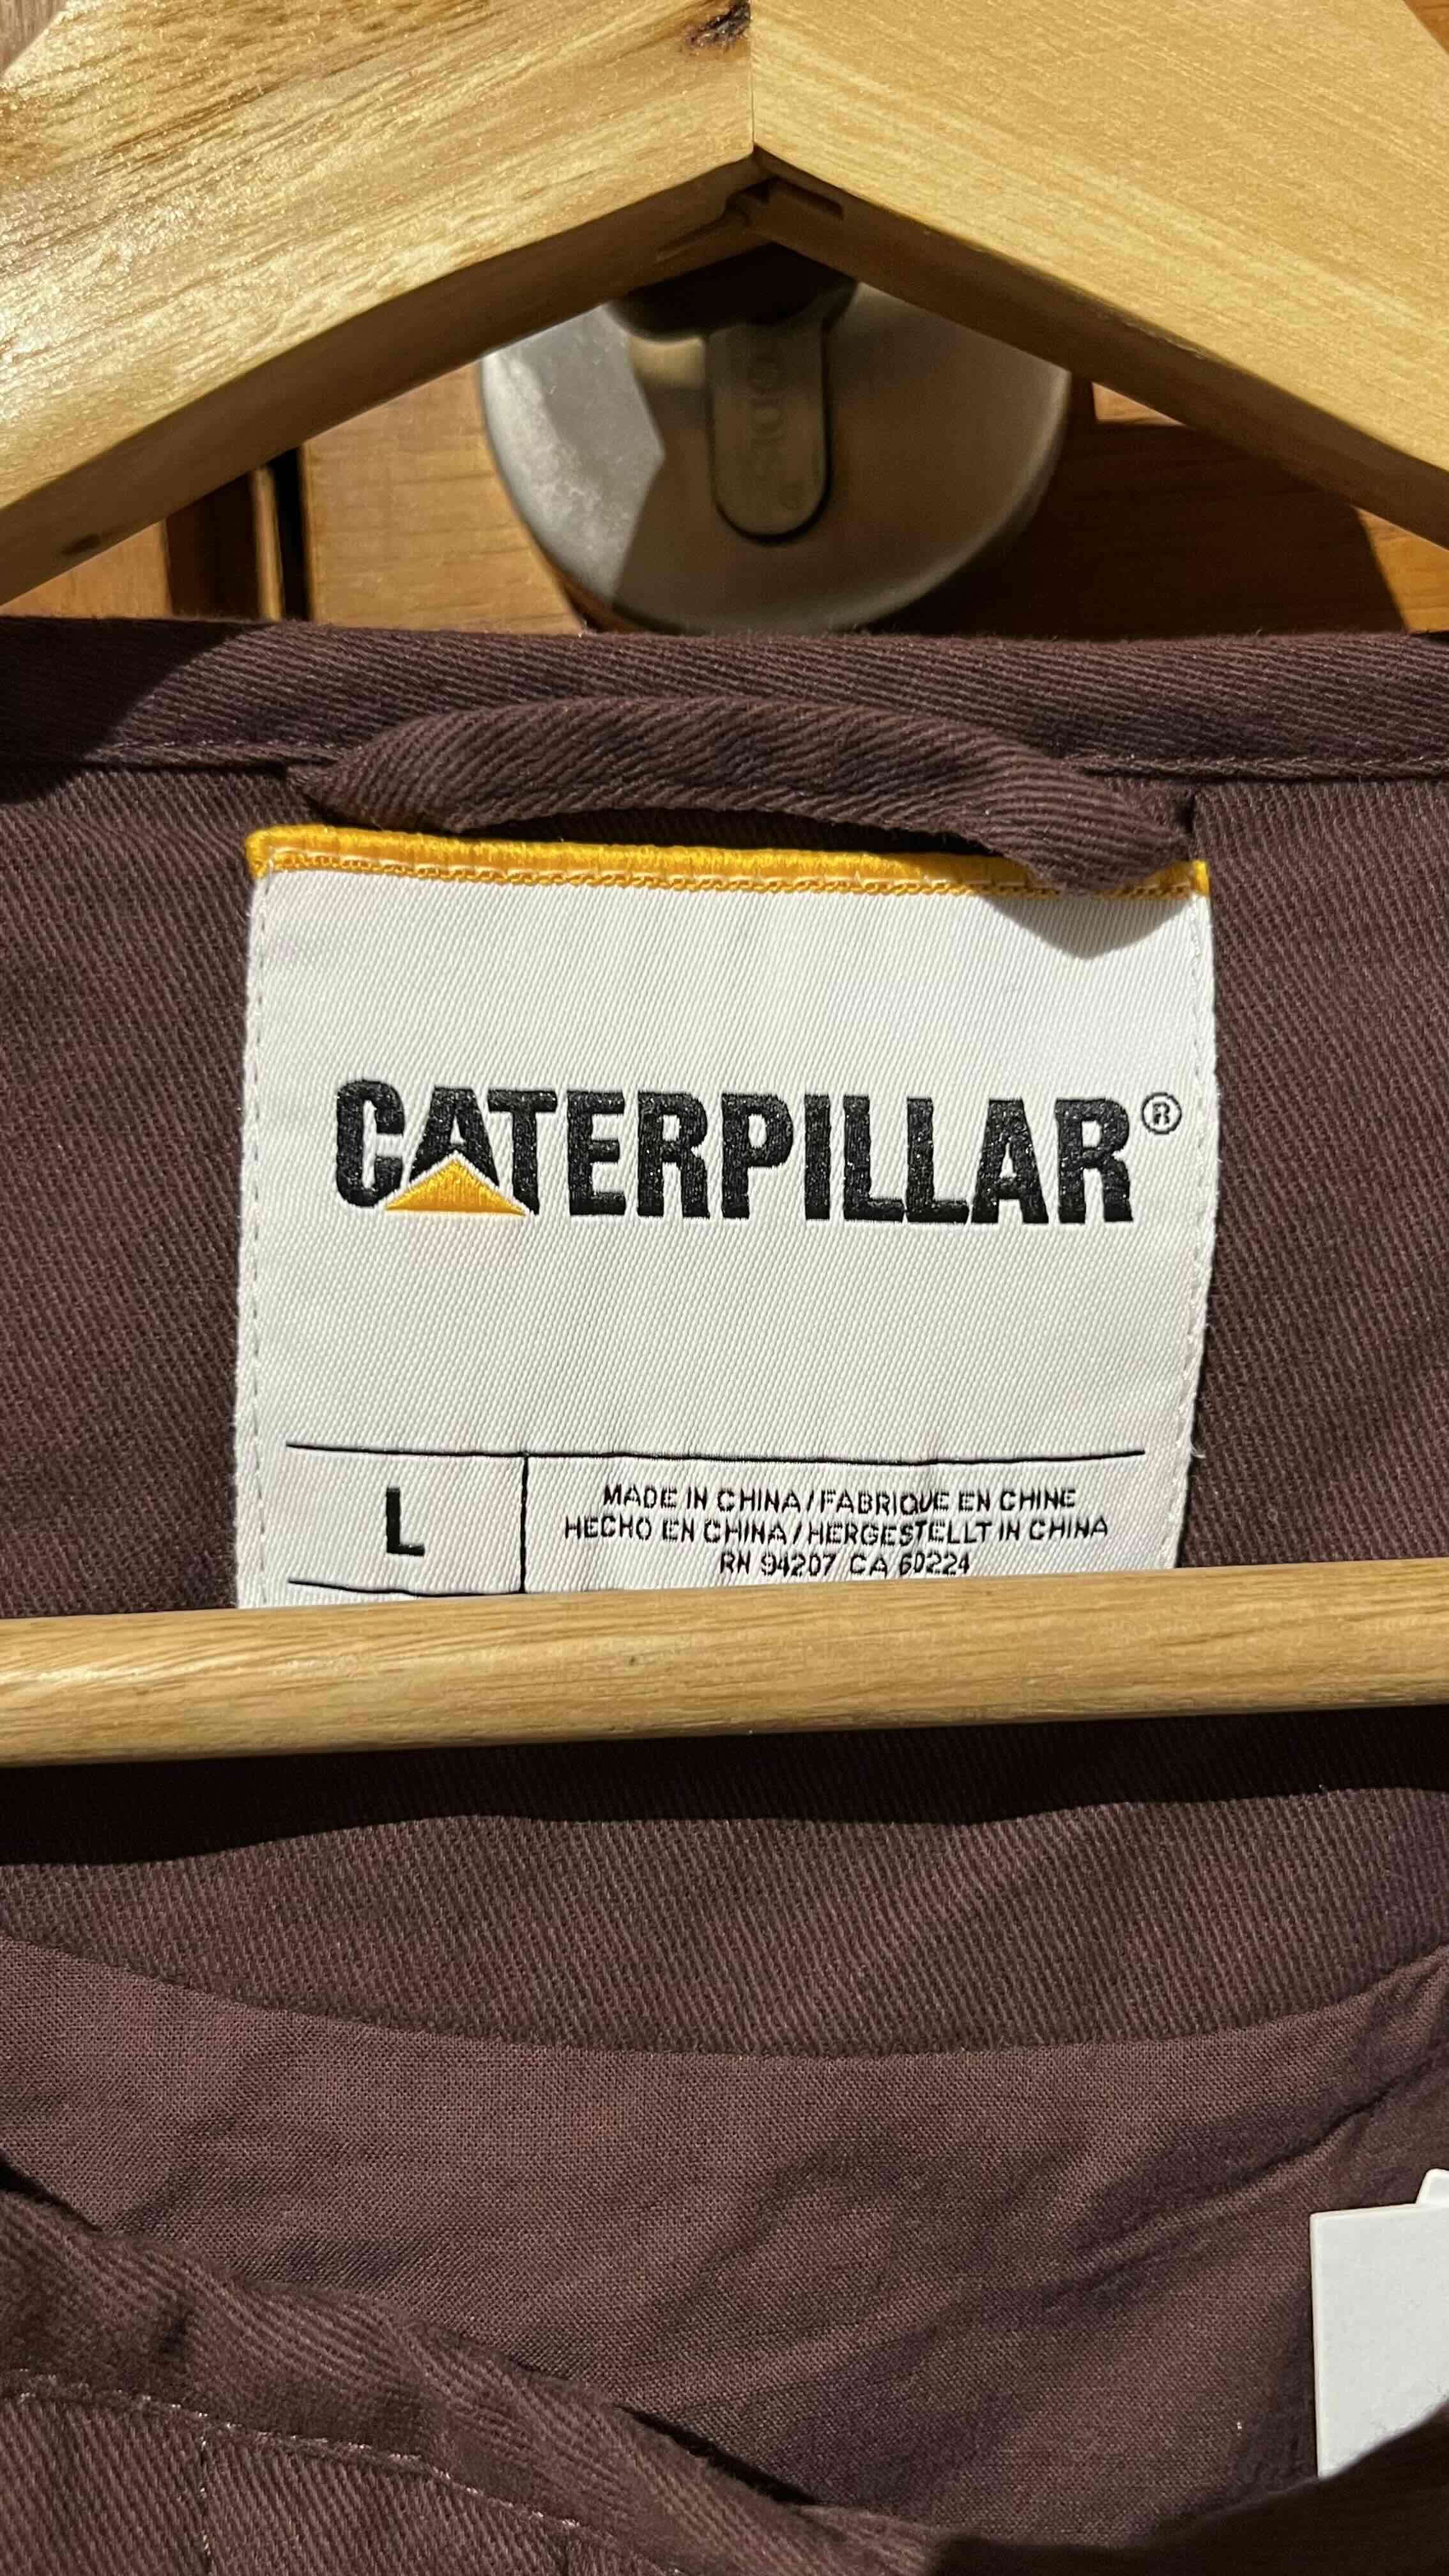 CATERPILLAR®
L
MADE IN CHINA / FABRIQUE EN CHINE
HECHO EN CHINA / HERGESTELLT IN CHINA
RN 94207 CA 60224